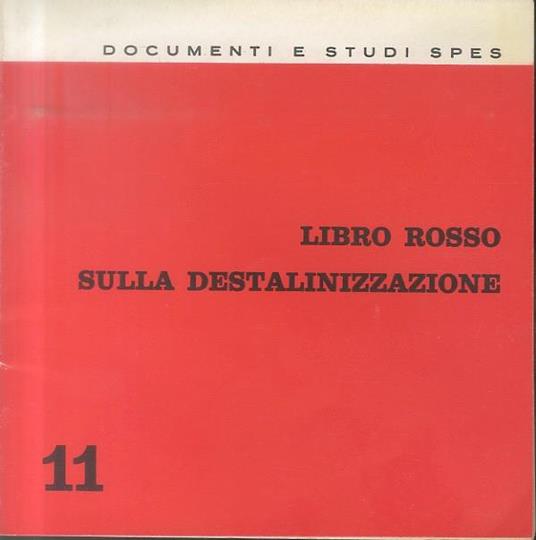 DOCUMENTI E STUDI SPES
LIBRO ROSSO
SULLA DESTALINIZZAZIONE
11